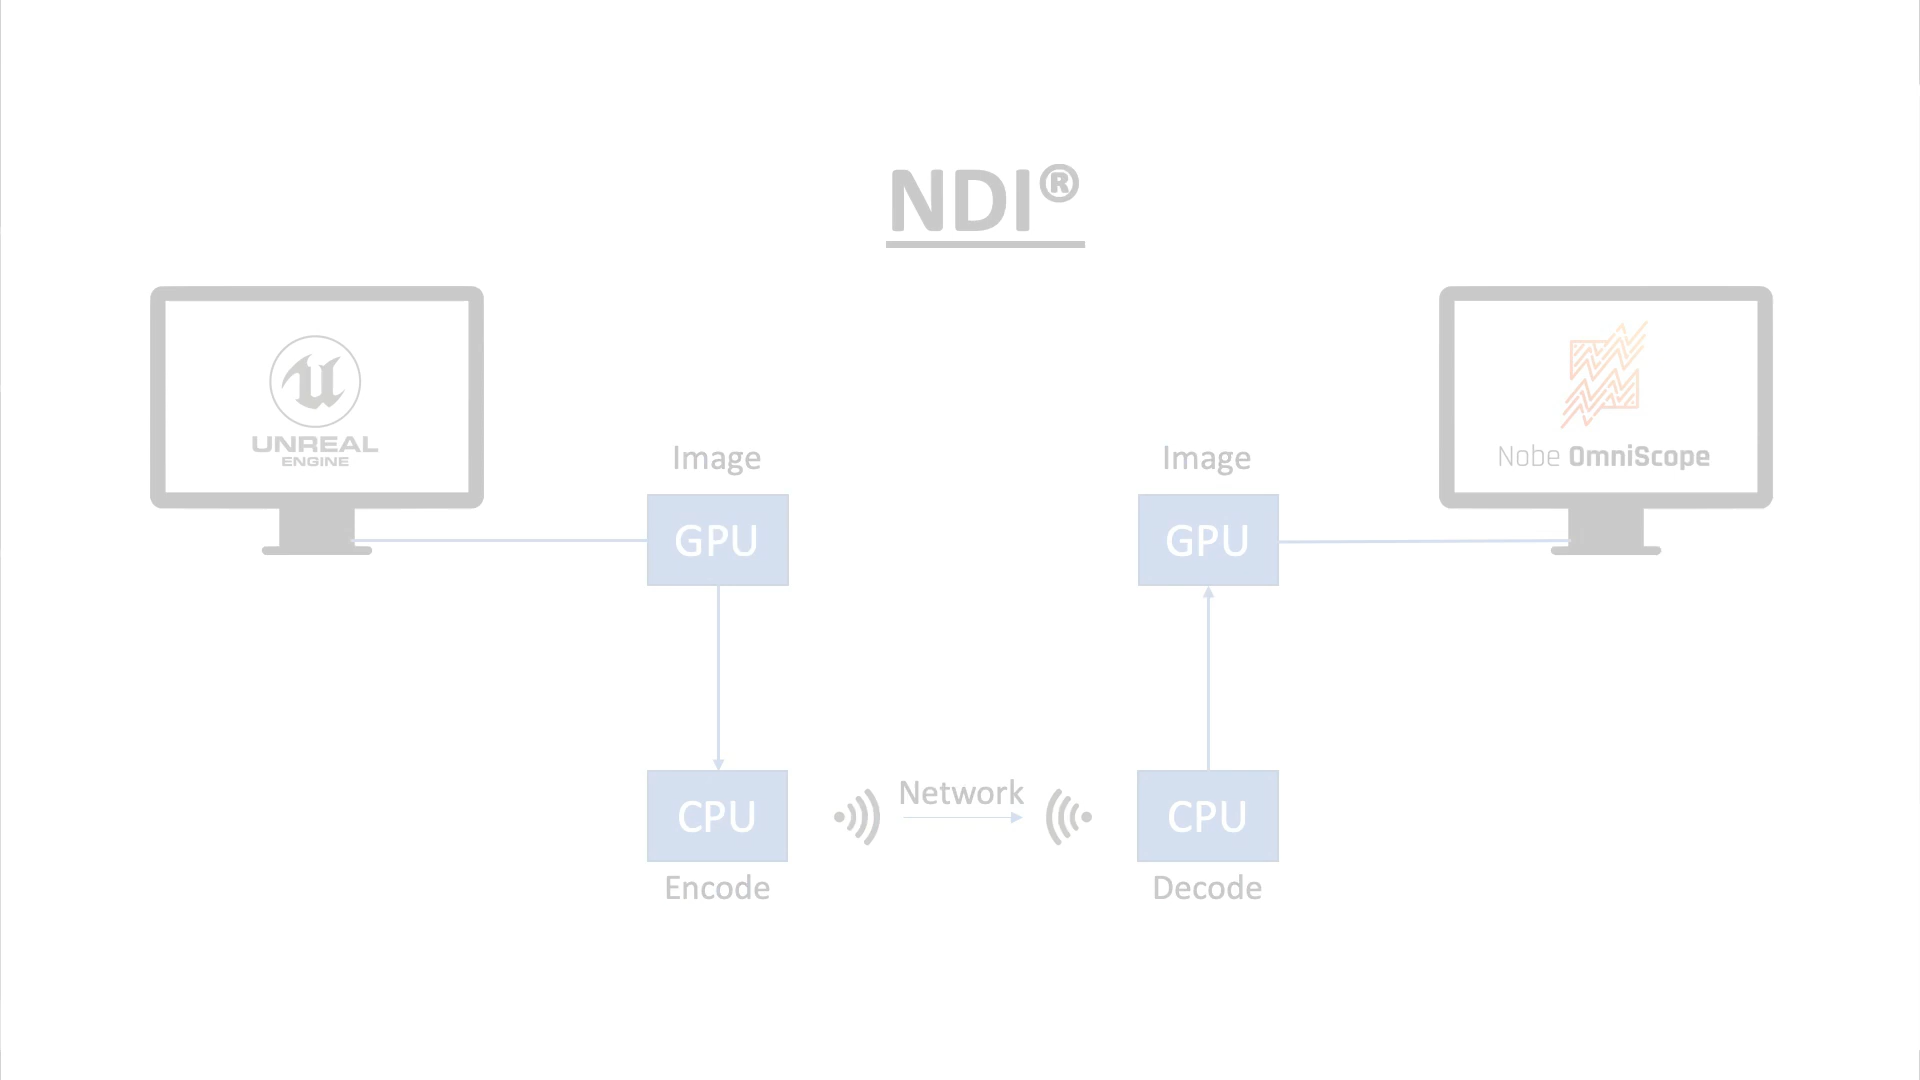 NDI®
UNREAL
ENGINE
Nobe OmniScope
Image
Image
GPU
GPU
Network
CPU
CPU
Encode
Decode